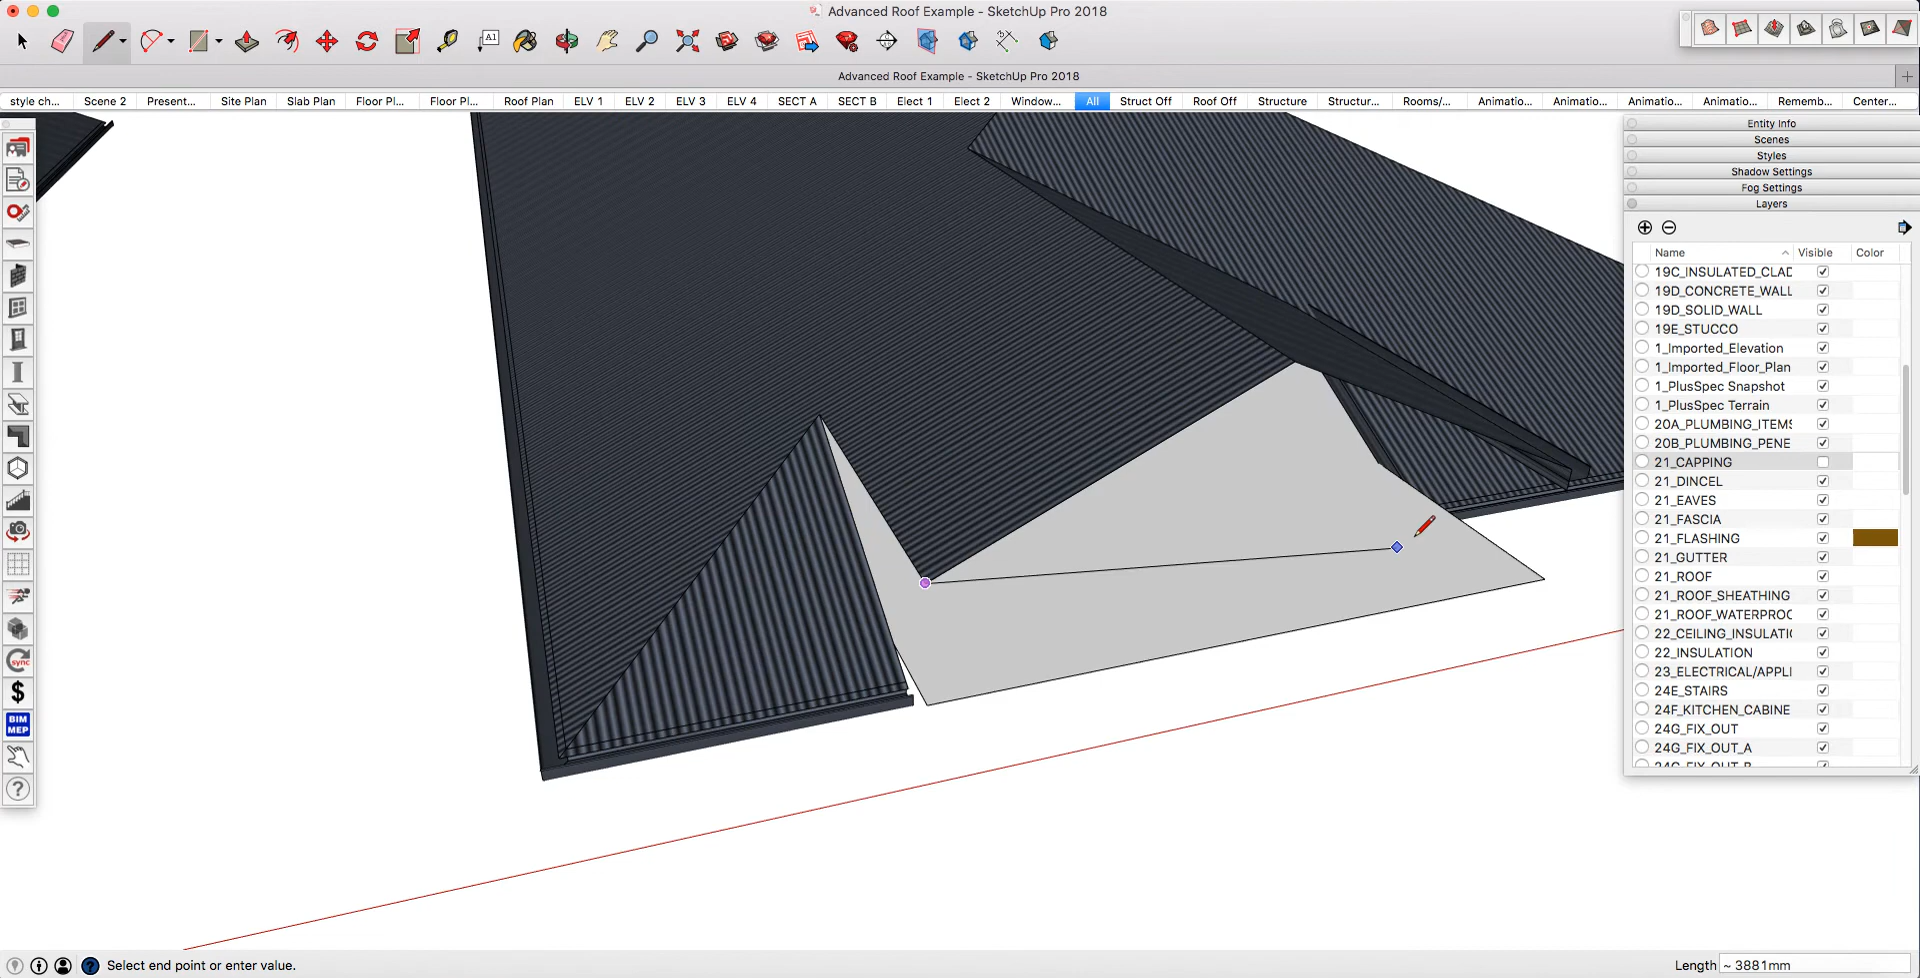 Advanced Roof Example - SketchUp Pro 2018
A1
Advanced Roof Example - SketchUp Pro 2018
style ch... Scene 2 Present... Site Plan Slab Plan Floor Pl... Floor Pl... Roof Plan ELV 1 ELV 2 ELV 3 ELV 4 SECT A SECT B Elect 1 Elect 2 Window... All Struct Off Roof Off Structure Structur... Rooms/... Animatio... Animatio... Animatio... Animatio... Rememb... Center...
Entity Info
Scenes
Styles
Shadow Settings
Fog Settings
Layers
Name Visible Color
19C_INSULATED_CLAD
19D_CONCRETE_WALL
19D_SOLID_WALL
19E_STUCCO
1_Imported_Elevation
1_Imported_Floor_Plan
1_PlusSpec Snapshot
1_PlusSpec Terrain
20A_PLUMBING_ITEMS
20B_PLUMBING_PENE
21_CAPPING
21_DINCEL
21_EAVES
21_FASCIA
21_FLASHING
21_GUTTER
21_ROOF
21_ROOF_SHEATHING
21_ROOF_WATERPROC
22_CEILING_INSULATI
22_INSULATION
23_ELECTRICAL/APPLI
24E_STAIRS
24F_KITCHEN_CABINE
24G_FIX_OUT
24G_FIX_OUT_A
24G_FIX_OUT_B
sync
$
BIM
MEP
?
? Select end point or enter value.
Length ~ 3881mm